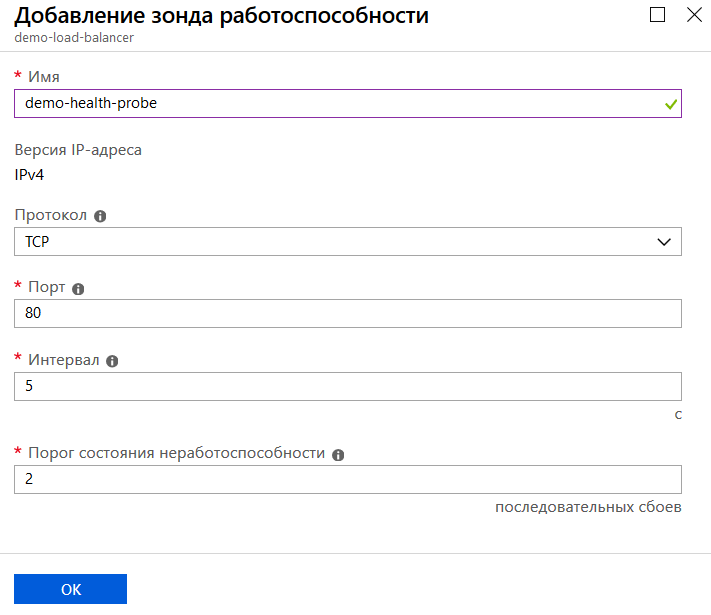 Добавление зонда работоспособности
demo-load-balancer
* Имя
demo-health-probe
Версия IP-адреса
IPv4
Протокол
TCP
* Порт
80
* Интервал
5
с
* Порог состояния неработоспособности
2
последовательных сбоев
OK